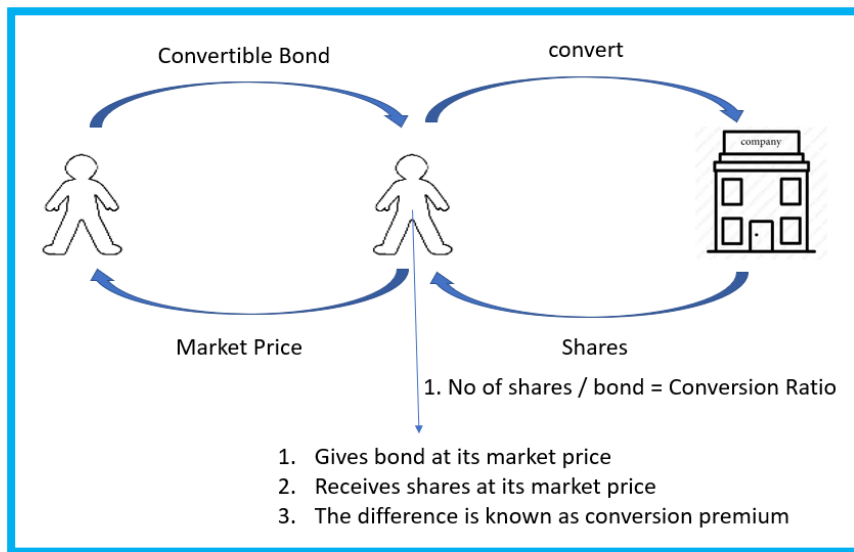 Convertible Bond
convert
company
Market Price
Shares
1. No of shares / bond = Conversion Ratio
1. Gives bond at its market price
2. Receives shares at its market price
3. The difference is known as conversion premium